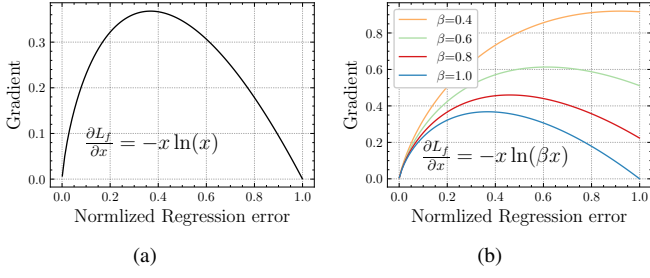 0.3
0.2
0.1
0.0
Gradient
∂L_f/∂x = −x ln(x)
0.0 0.2 0.4 0.6 0.8 1.0
Normlized Regression error
(a)
β=0.4
β=0.6
β=0.8
β=1.0
0.8
0.6
0.4
0.2
0.0
Gradient
∂L_f/∂x = −x ln(βx)
0.0 0.2 0.4 0.6 0.8 1.0
Normlized Regression error
(b)